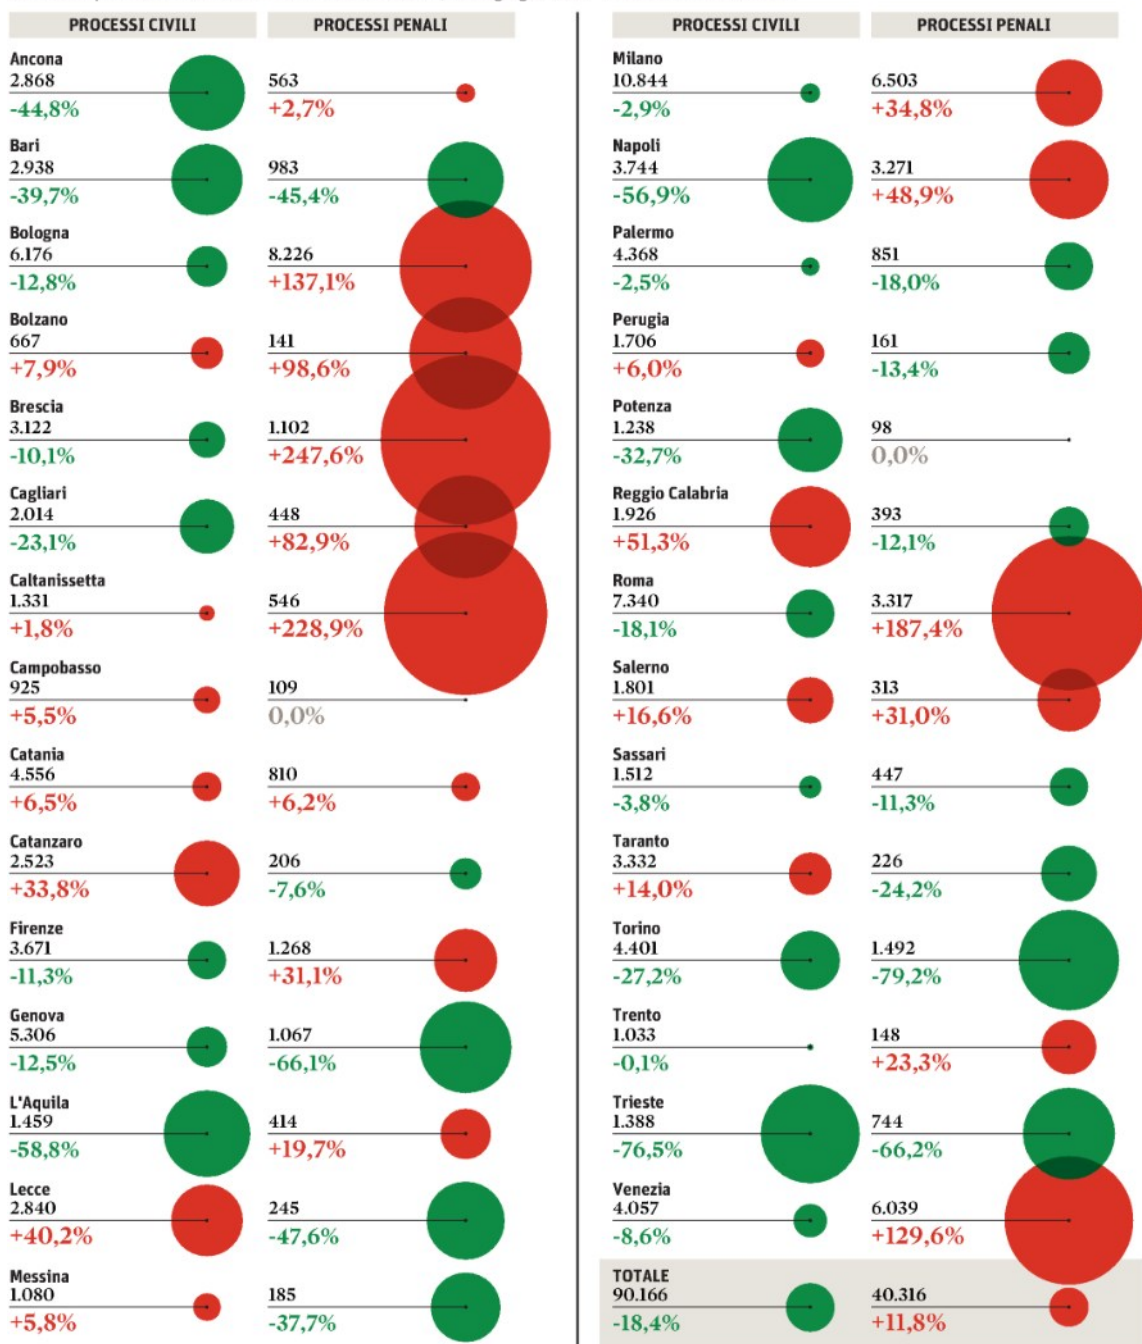 PROCESSI CIVILI PROCESSI PENALI
Ancona
2.868 563
-44,8% +2,7%
Bari
2.938 983
-39,7% -45,4%
Bologna
6.176 8.226
-12,8% +137,1%
Bolzano
667 141
+7,9% +98,6%
Brescia
3.122 1.102
-10,1% +247,6%
Cagliari
2.014 448
-23,1% +82,9%
Caltanissetta
1.331 546
+1,8% +228,9%
Campobasso
925 109
+5,5% 0,0%
Catania
4.556 810
+6,5% +6,2%
Catanzaro
2.523 206
+33,8% -7,6%
Firenze
3.671 1.268
-11,3% +31,1%
Genova
5.306 1.067
-12,5% -66,1%
L'Aquila
1.459 414
-58,8% +19,7%
Lecce
2.840 245
+40,2% -47,6%
Messina
1.080 185
+5,8% -37,7%
PROCESSI CIVILI PROCESSI PENALI
Milano
10.844 6.503
-2,9% +34,8%
Napoli
3.744 3.271
-56,9% +48,9%
Palermo
4.368 851
-2,5% -18,0%
Perugia
1.706 161
+6,0% -13,4%
Potenza
1.238 98
-32,7% 0,0%
Reggio Calabria
1.926 393
+51,3% -12,1%
Roma
7.340 3.317
-18,1% +187,4%
Salerno
1.801 313
+16,6% +31,0%
Sassari
1.512 447
-3,8% -11,3%
Taranto
3.332 226
+14,0% -24,2%
Torino
4.401 1.492
-27,2% -79,2%
Trento
1.033 148
-0,1% +23,3%
Trieste
1.388 744
-76,5% -66,2%
Venezia
4.057 6.039
-8,6% +129,6%
TOTALE
90.166 40.316
-18,4% +11,8%